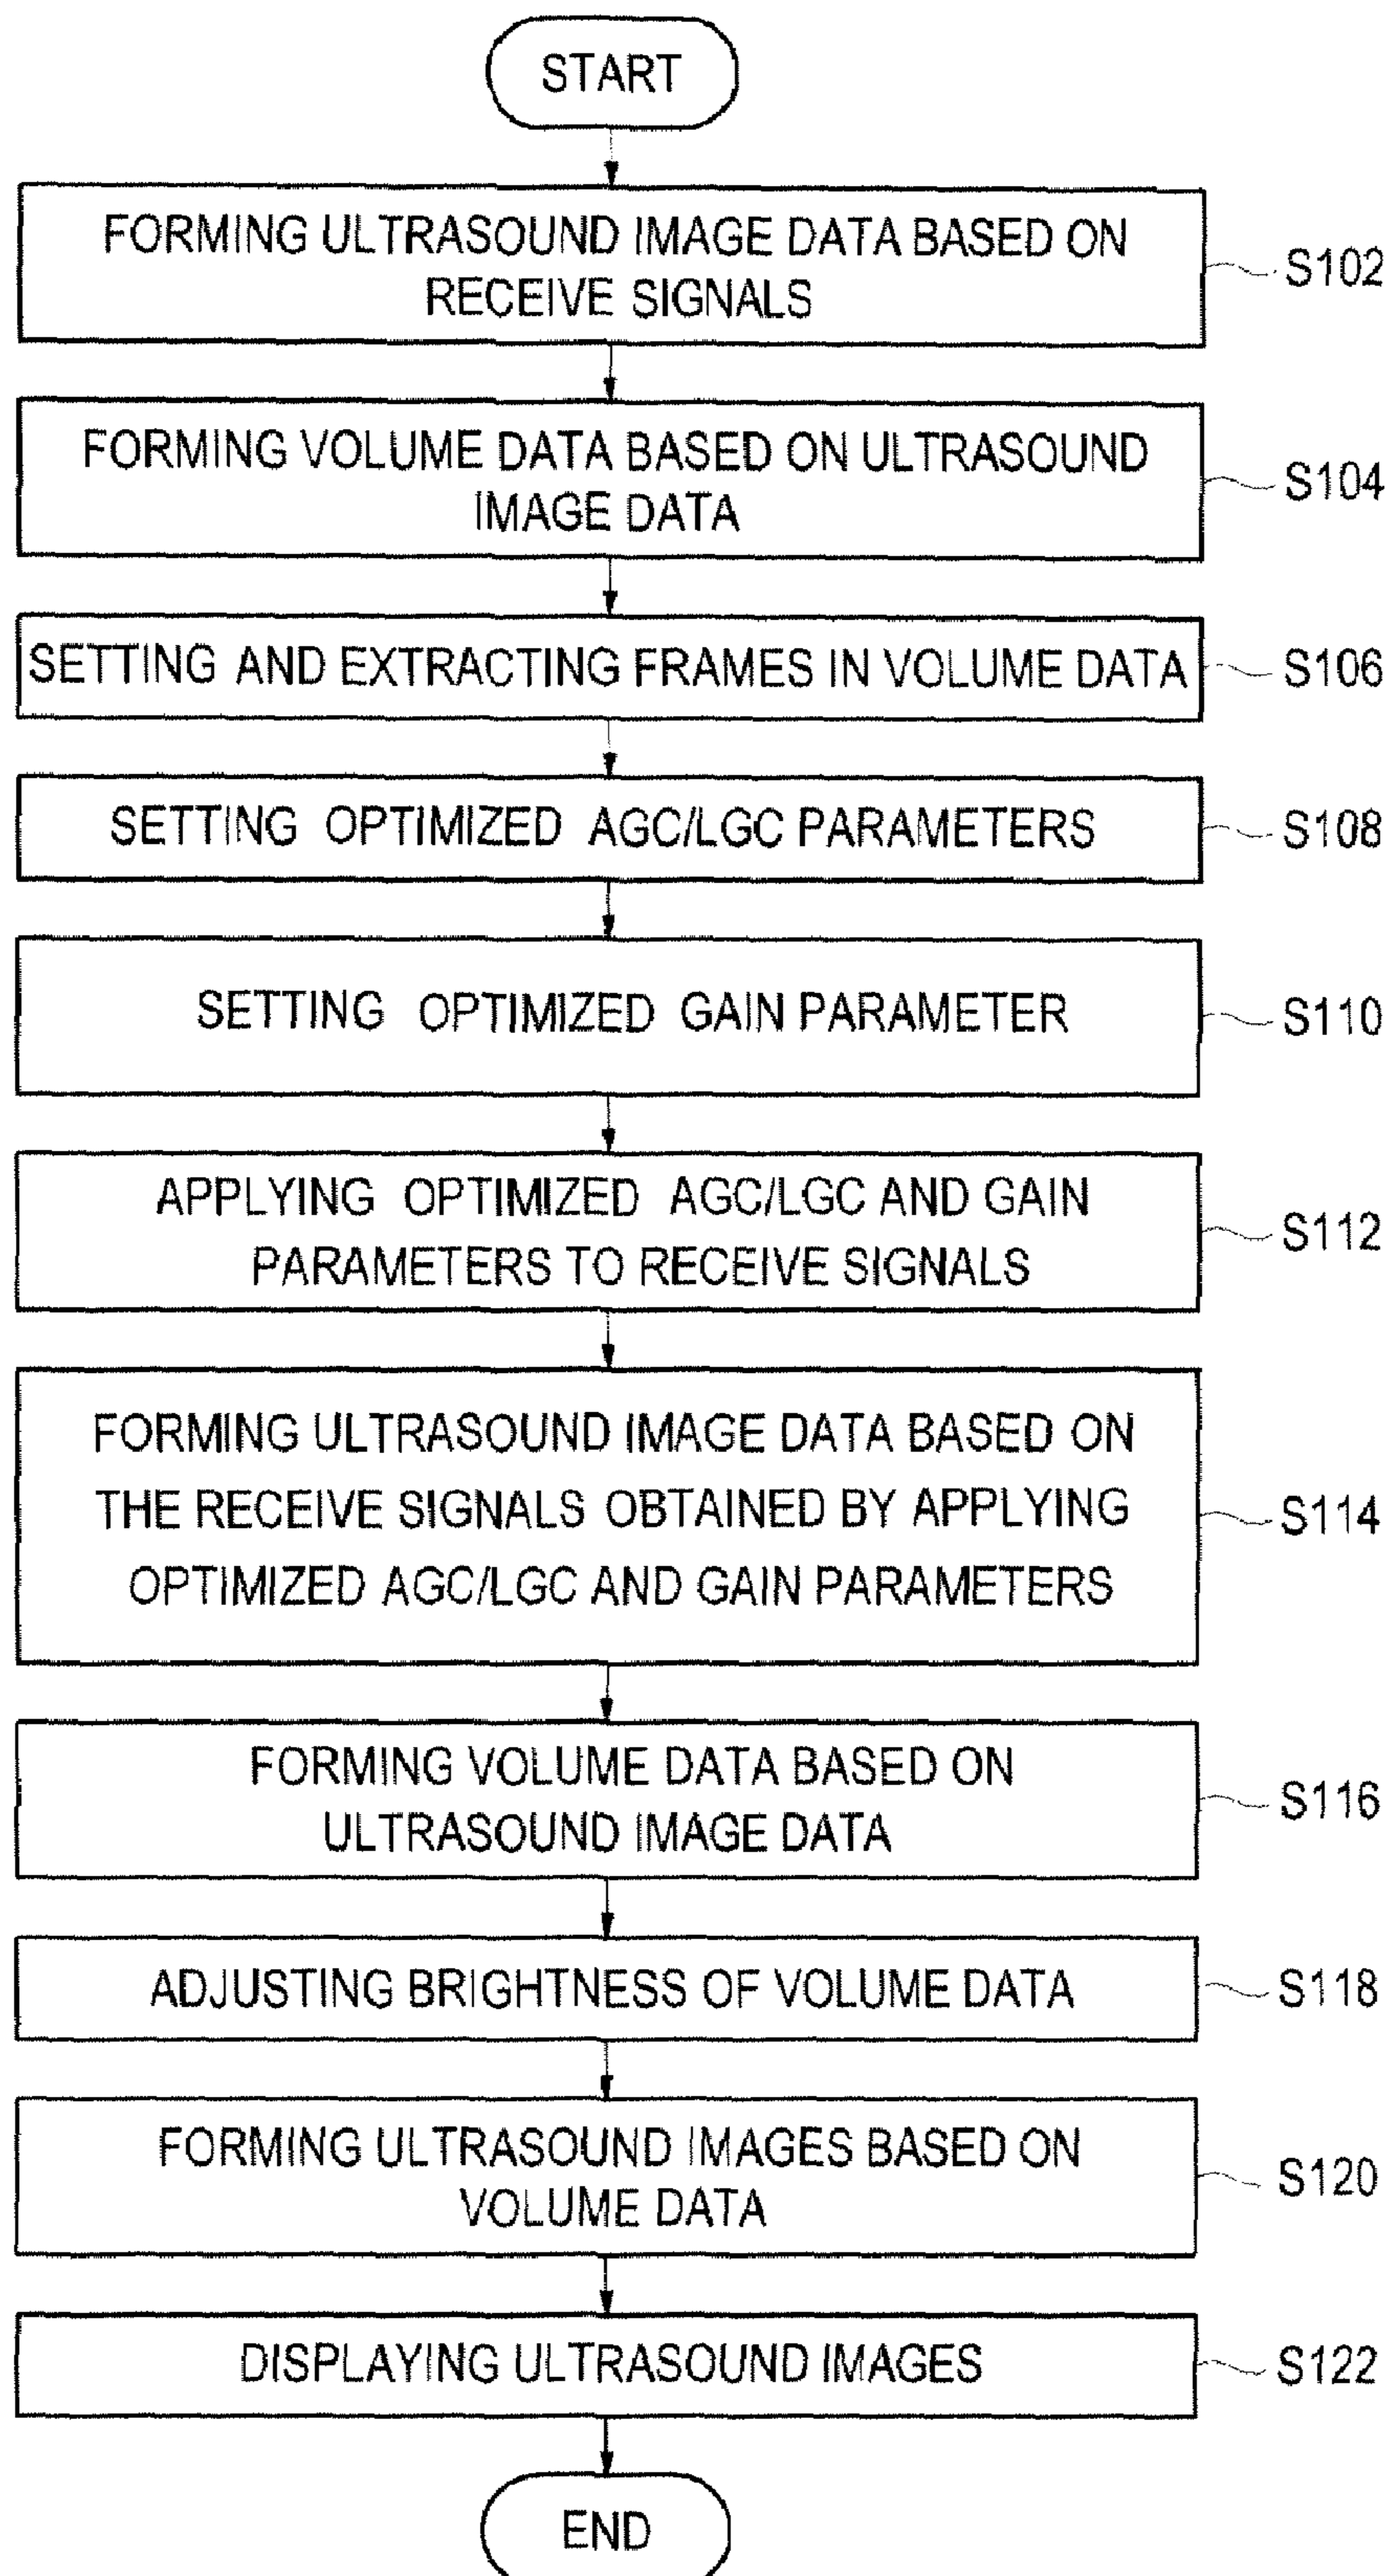 START
FORMING ULTRASOUND IMAGE DATA BASED ON
RECEIVE SIGNALS
S102
FORMING VOLUME DATA BASED ON ULTRASOUND
IMAGE DATA
S104
SETTING AND EXTRACTING FRAMES IN VOLUME DATA
S106
SETTING OPTIMIZED AGC/LGC PARAMETERS
S108
SETTING OPTIMIZED GAIN PARAMETER
S110
APPLYING OPTIMIZED AGC/LGC AND GAIN
PARAMETERS TO RECEIVE SIGNALS
S112
FORMING ULTRASOUND IMAGE DATA BASED ON
THE RECEIVE SIGNALS OBTAINED BY APPLYING
OPTIMIZED AGC/LGC AND GAIN PARAMETERS
S114
FORMING VOLUME DATA BASED ON
ULTRASOUND IMAGE DATA
S116
ADJUSTING BRIGHTNESS OF VOLUME DATA
S118
FORMING ULTRASOUND IMAGES BASED ON
VOLUME DATA
S120
DISPLAYING ULTRASOUND IMAGES
S122
END